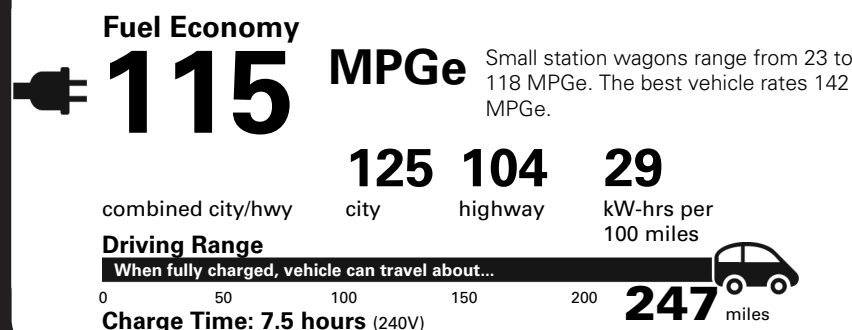 Fuel Economy
115 MPGe
Small station wagons range from 23 to
118 MPGe. The best vehicle rates 142
MPGe.
125 104 29
combined city/hwy city highway kW-hrs per
100 miles
Driving Range
When fully charged, vehicle can travel about...
0 50 100 150 200 247 miles
Charge Time: 7.5 hours (240V)